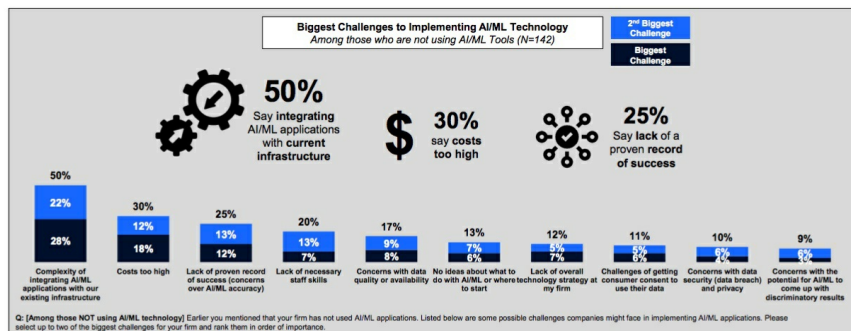 Biggest Challenges to Implementing AI/ML Technology
Among those who are not using AI/ML Tools (N=142)
2nd Biggest
Challenge
Biggest
Challenge
50%
Say integrating
AI/ML applications
with current
infrastructure
$
30%
say costs
too high
25%
Say lack of a
proven record
of success
50%
30%
25%
20%
17%
13%
12%
11%
10%
9%
22%
12%
13%
13%
9%
7%
5%
5%
6%
6%
28%
18%
12%
7%
8%
6%
7%
6%
4%
3%
Complexity of
integrating AI/ML
applications with our
existing infrastructure
Costs too high
Lack of proven record of
success (concerns
over AI/ML accuracy)
Lack of necessary
staff skills
Concerns with data
quality or availability
No ideas about what to
do with AI/ML or where
to start
Lack of overall
technology strategy at
my firm
Challenges of getting
consumer consent to
use their data
Concerns with data
security (data breach)
and privacy
Concerns with the
potential for AI/ML to
come up with
discriminatory results
Q: [Among those NOT using AI/ML technology] Earlier you mentioned that your firm has not used AI/ML applications. Listed below are some possible challenges companies might face in implementing AI/ML applications. Please
select up to two of the biggest challenges for your firm and rank them in order of importance.